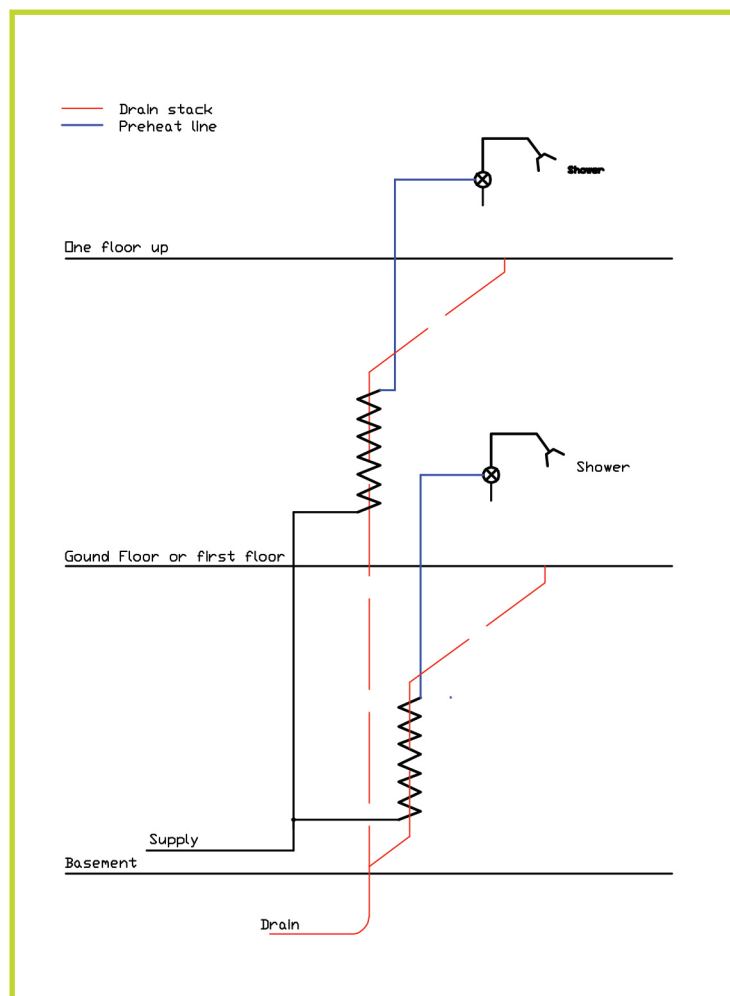 Drain stack
Preheat line
Shower
One floor up
Shower
Gound Floor or first floor
Supply
Basement
Drain